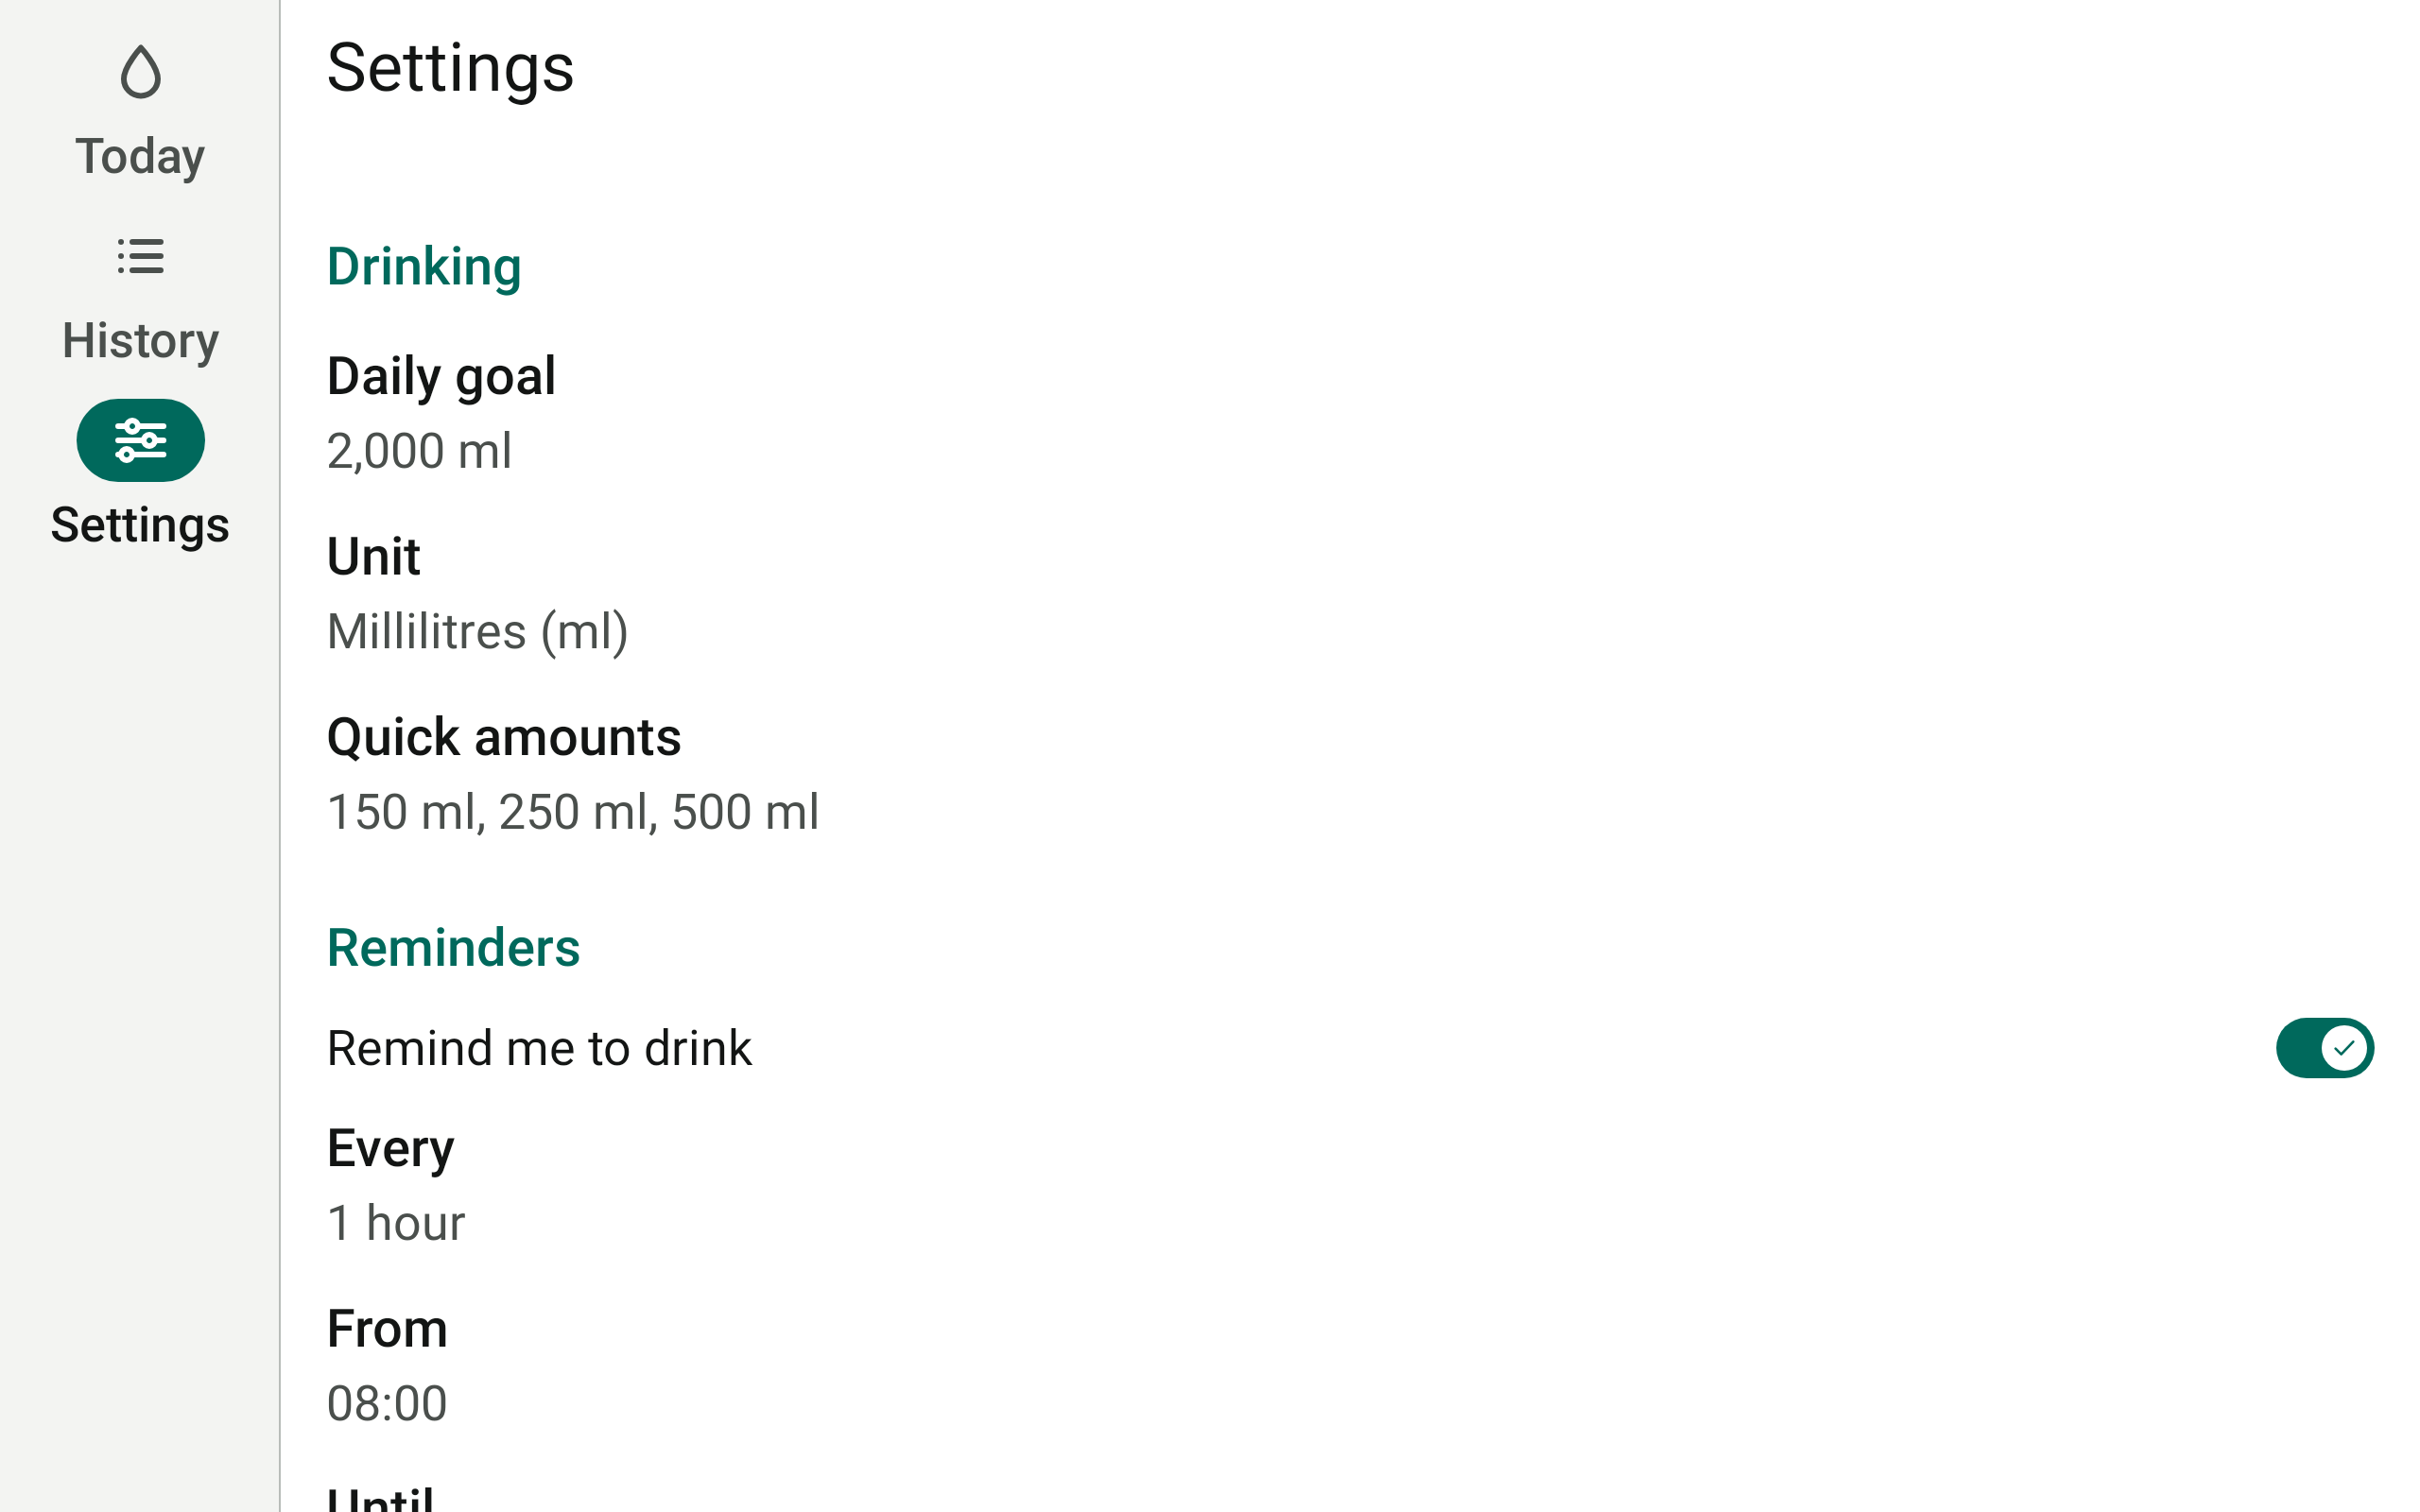 Today
History
Settings
Settings
Drinking
Daily goal
2,000 ml
Unit
Millilitres (ml)
Quick amounts
150 ml, 250 ml, 500 ml
Reminders
Remind me to drink
Every
1 hour
From
08:00
Until